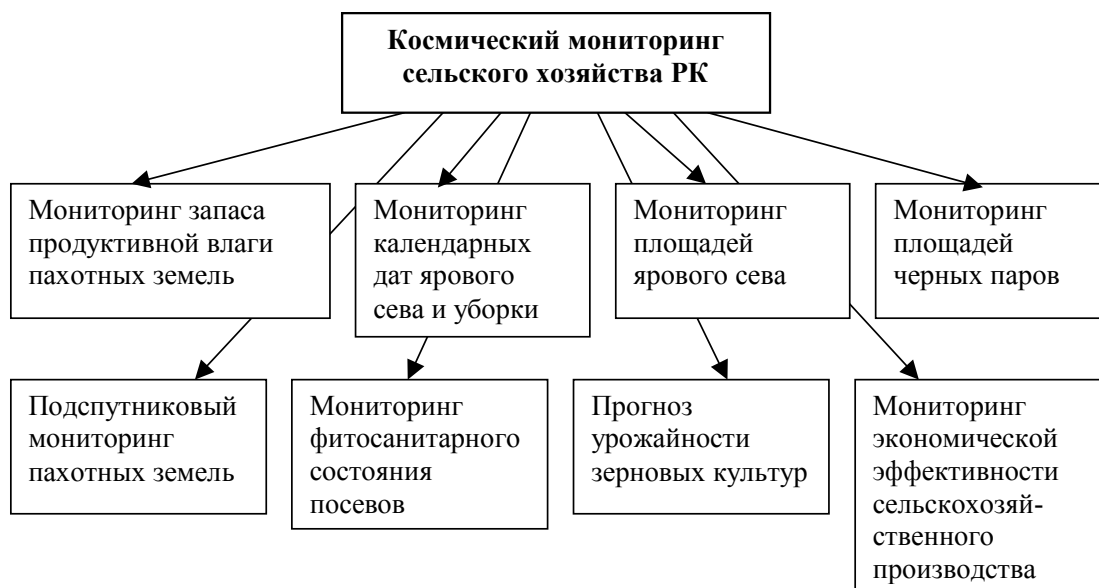 Космический мониторинг
сельского хозяйства РК
Мониторинг запаса
продуктивной влаги
пахотных земель
Мониторинг
календарных
дат ярового
сева и уборки
Мониторинг
площадей
ярового сева
Мониторинг
площадей
черных паров
Подспутниковый
мониторинг
пахотных земель
Мониторинг
фитосанитарного
состояния
посевов
Прогноз
урожайности
зерновых культур
Мониторинг
экономической
эффективности
сельскохозяй-
ственного
производства